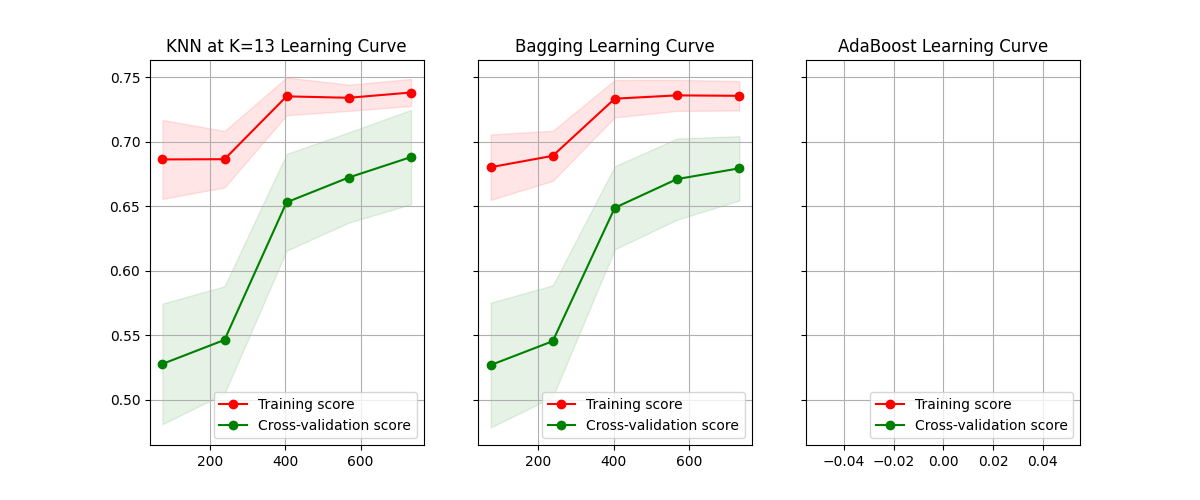 KNN at K=13 Learning Curve
Bagging Learning Curve
AdaBoost Learning Curve
0.75
0.70
0.65
0.60
0.55
0.50
Training score
Cross-validation score
Training score
Cross-validation score
Training score
Cross-validation score
200 400 600
200 400 600
−0.04 −0.02 0.00 0.02 0.04